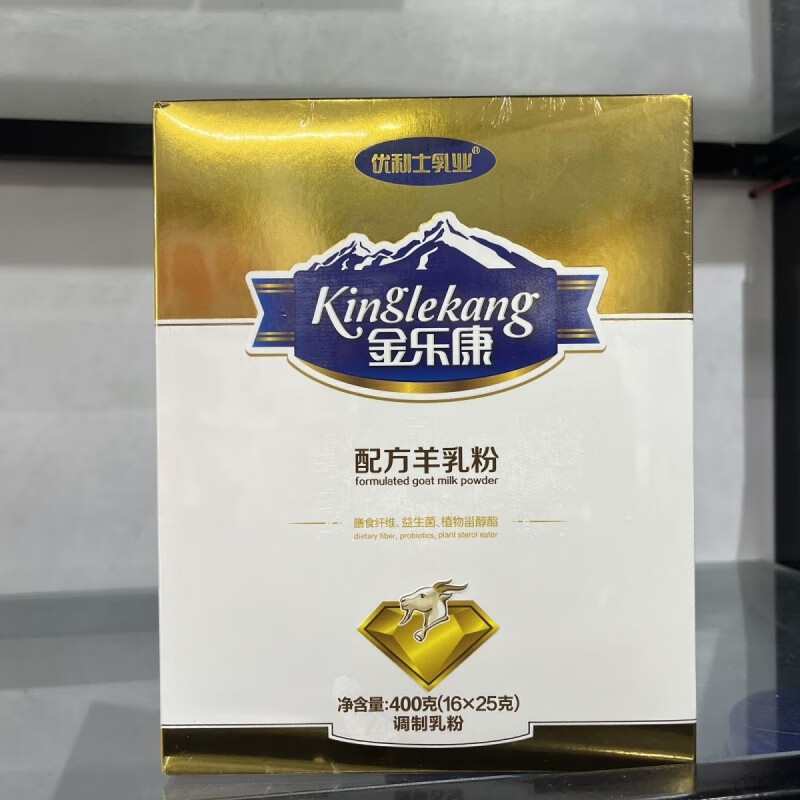 优利士乳业®
Kinglekang
金乐康
配方羊乳粉
formulated goat milk powder
膳食纤维、益生菌、植物甾醇酯
dietary fiber, probiotics, plant sterol ester
净含量:400克(16×25克)
调制乳粉